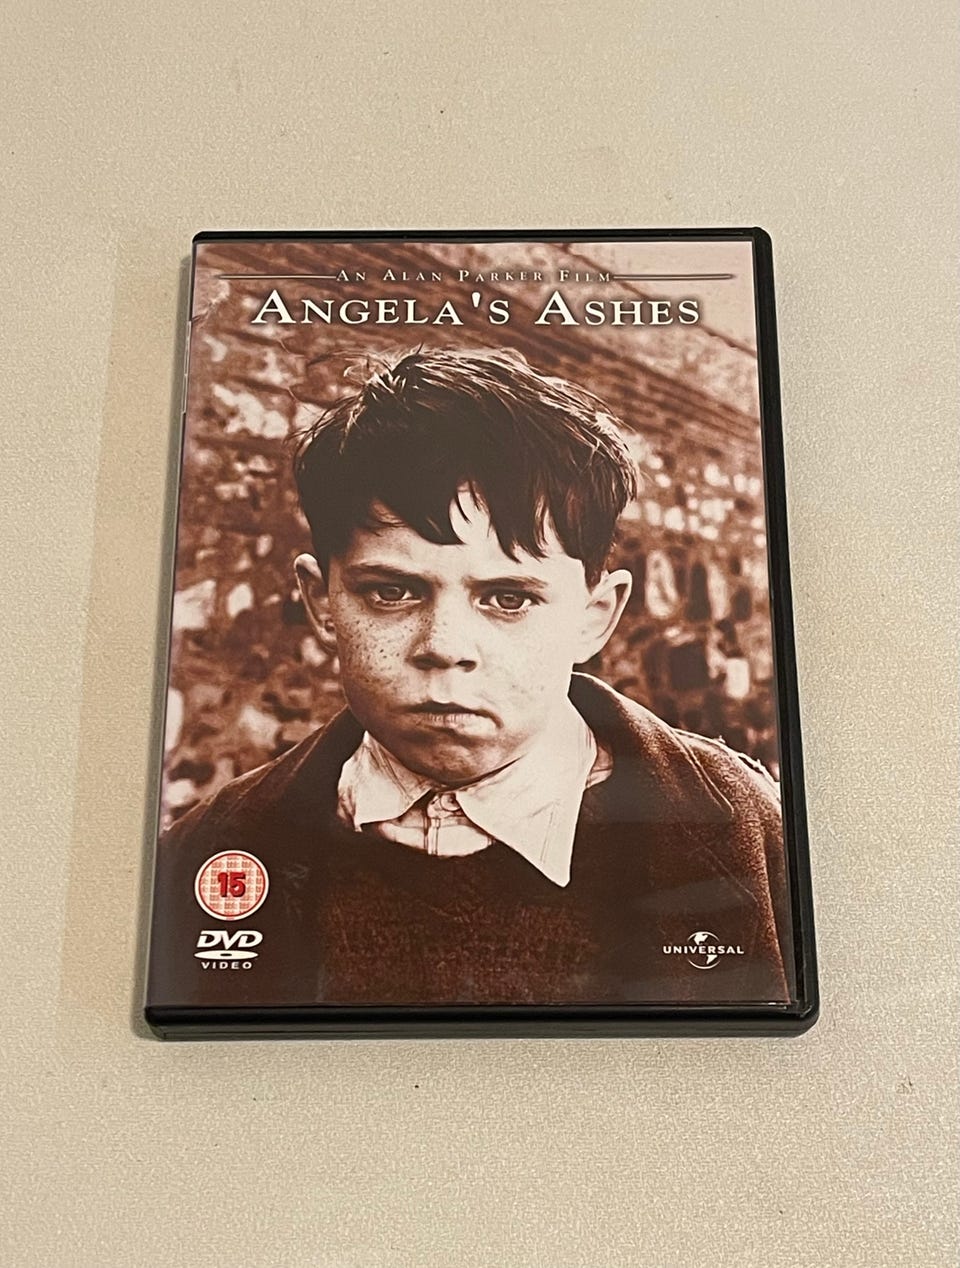 AN ALAN PARKER FILM
ANGELA'S ASHES
15
DVD
VIDEO
UNIVERSAL